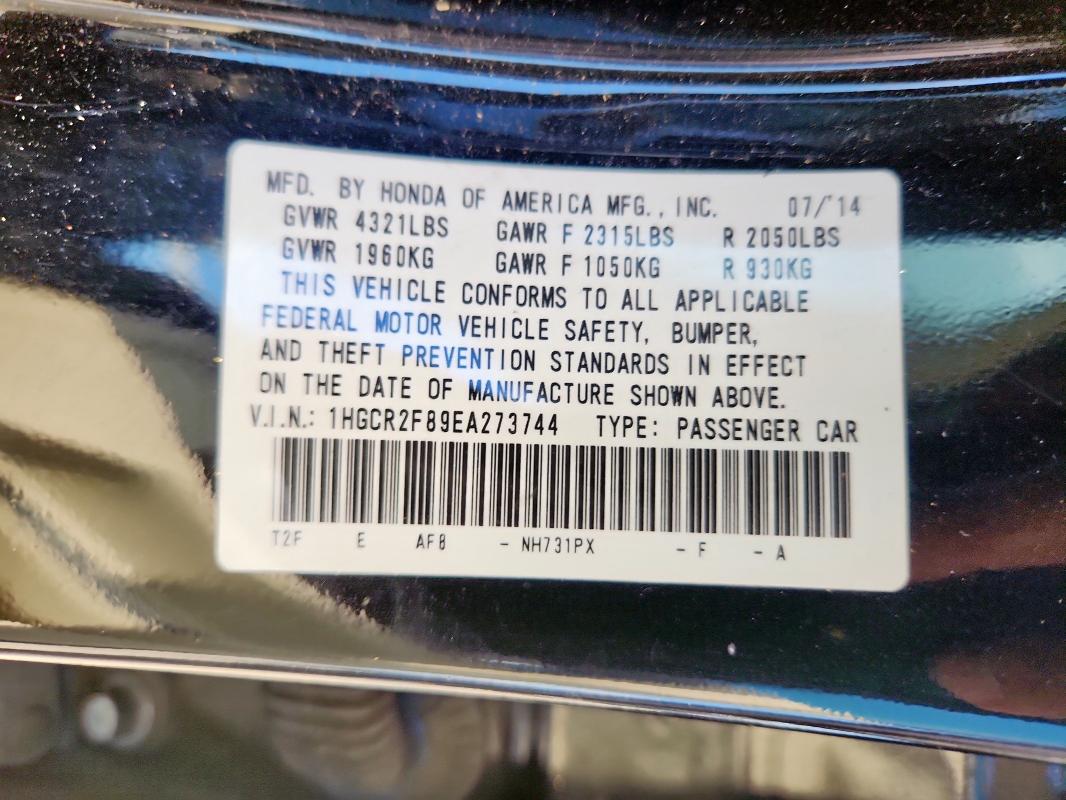 MFD. BY HONDA OF AMERICA MFG., INC. 07/'14
GVWR 4321LBS GAWR F 2315LBS R 2050LBS
GVWR 1960KG GAWR F 1050KG R 930KG
THIS VEHICLE CONFORMS TO ALL APPLICABLE
FEDERAL MOTOR VEHICLE SAFETY, BUMPER,
AND THEFT PREVENTION STANDARDS IN EFFECT
ON THE DATE OF MANUFACTURE SHOWN ABOVE.
V.I.N.: 1HGCR2F89EA273744 TYPE: PASSENGER CAR
T2F E AF8 - NH731PX - F - A